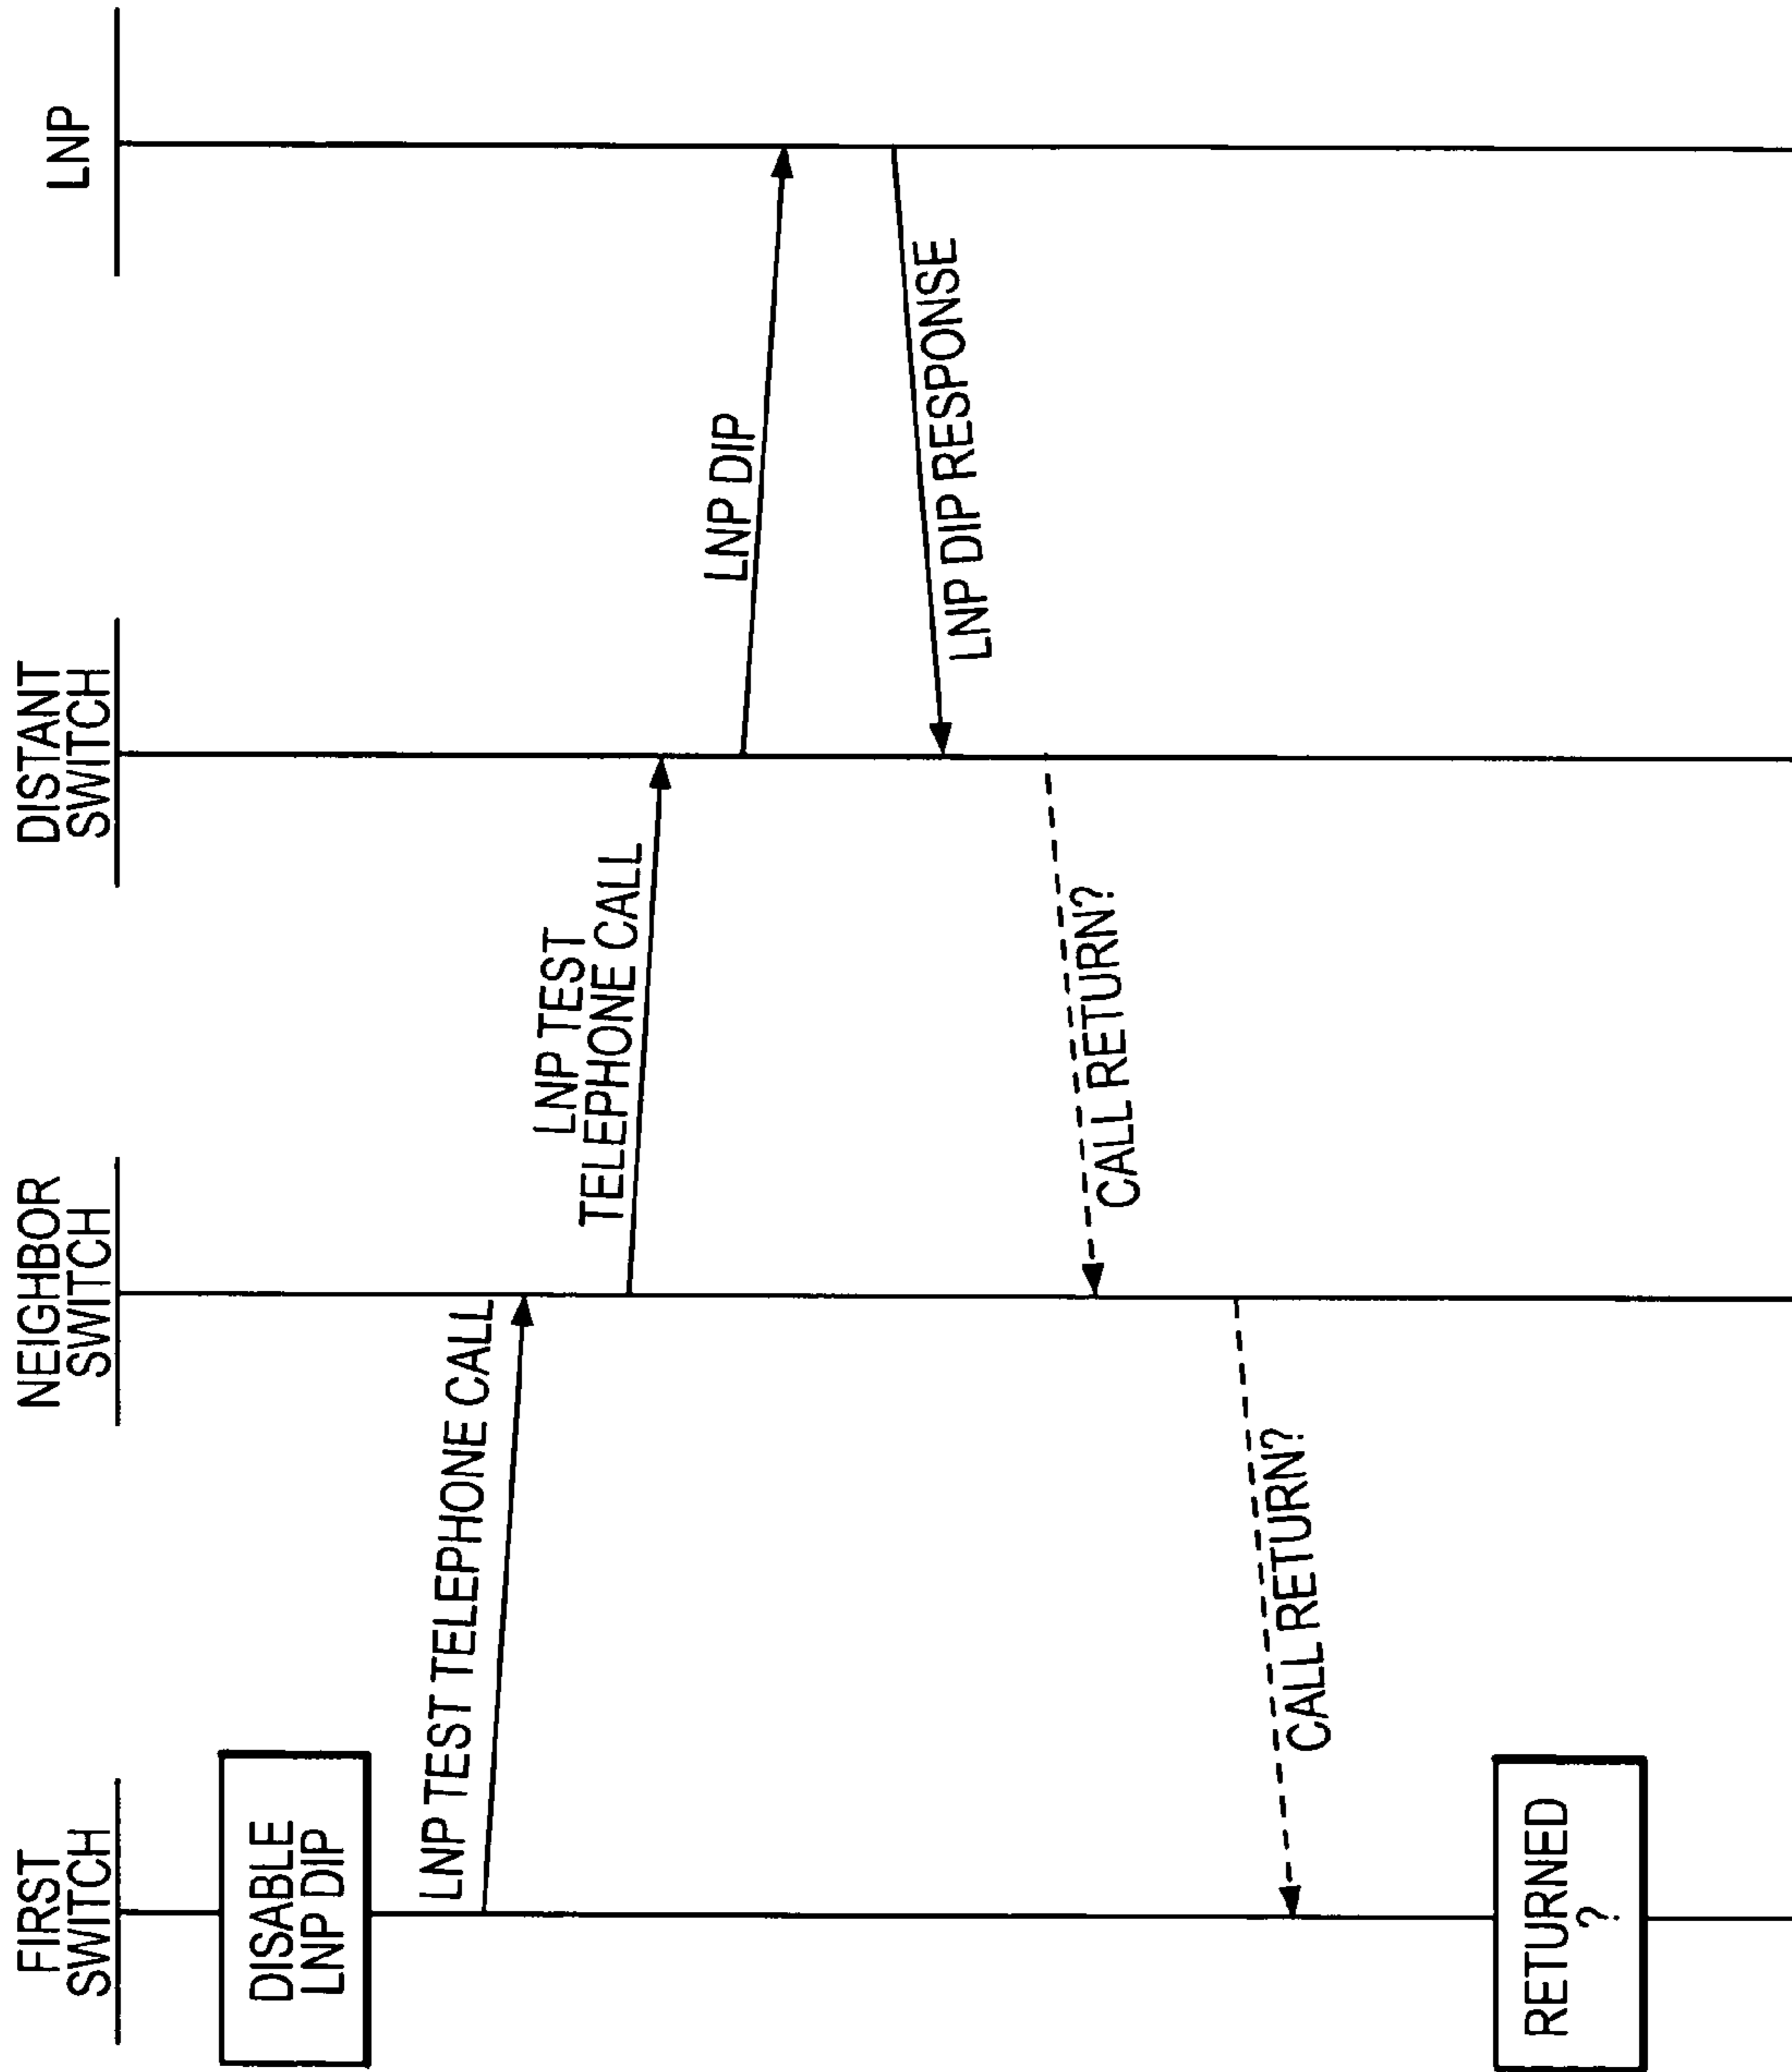 FIRST
SWITCH
NEIGHBOR
SWITCH
DISTANT
SWITCH
LNP
DISABLE
LNP DIP
LNP TEST TELEPHONE CALL
LNP TEST
TELEPHONE CALL
LNP DIP
LNP DIP RESPONSE
CALL RETURN?
CALL RETURN?
RETURNED
?